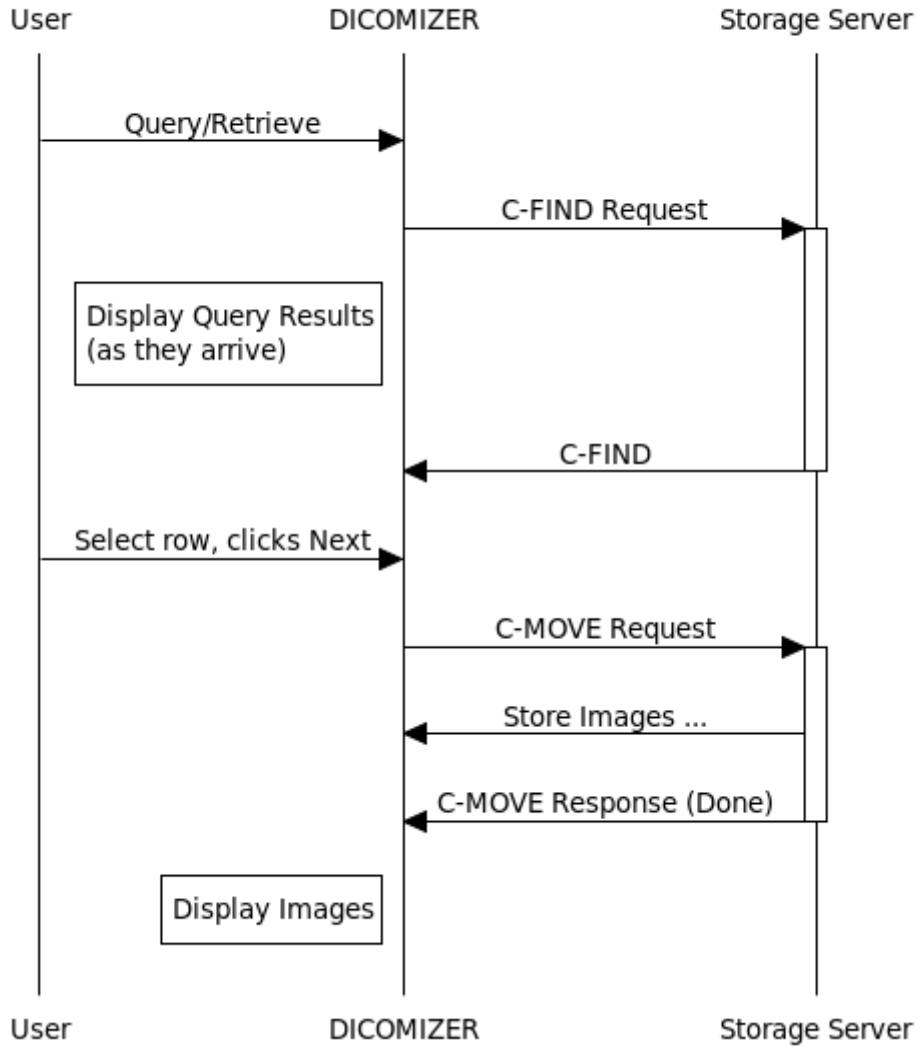 User DICOMIZER Storage Server
Query/Retrieve
C-FIND Request
Display Query Results
(as they arrive)
C-FIND
Select row, clicks Next
C-MOVE Request
Store Images ...
C-MOVE Response (Done)
Display Images
User DICOMIZER Storage Server